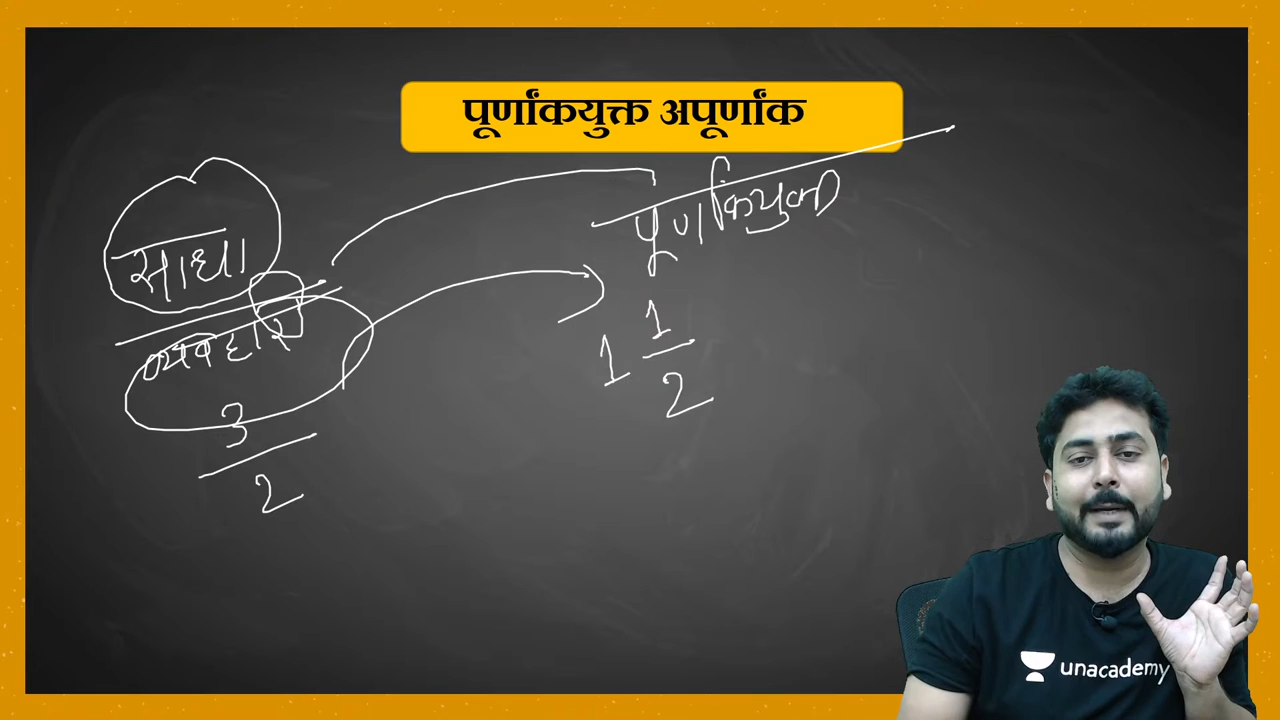 पूर्णांकयुक्त अपूर्णांक
साधा
व्यवहारि
3
2
पूर्णांकयुक्त
1 1
2
unacademy